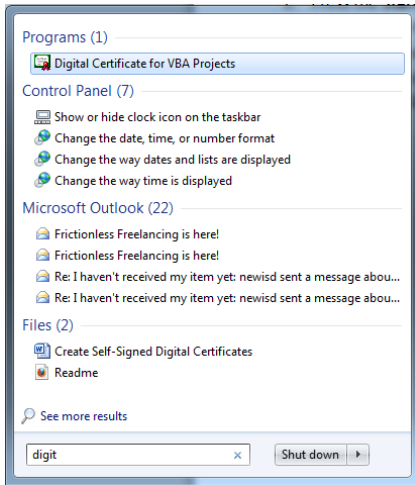 Programs (1)
Digital Certificate for VBA Projects
Control Panel (7)
Show or hide clock icon on the taskbar
Change the date, time, or number format
Change the way dates and lists are displayed
Change the way time is displayed
Microsoft Outlook (22)
Frictionless Freelancing is here!
Frictionless Freelancing is here!
Re: I haven't received my item yet: newisd sent a message abou...
Re: I haven't received my item yet: newisd sent a message abou...
Files (2)
Create Self-Signed Digital Certificates
Readme
See more results
digit Shut down